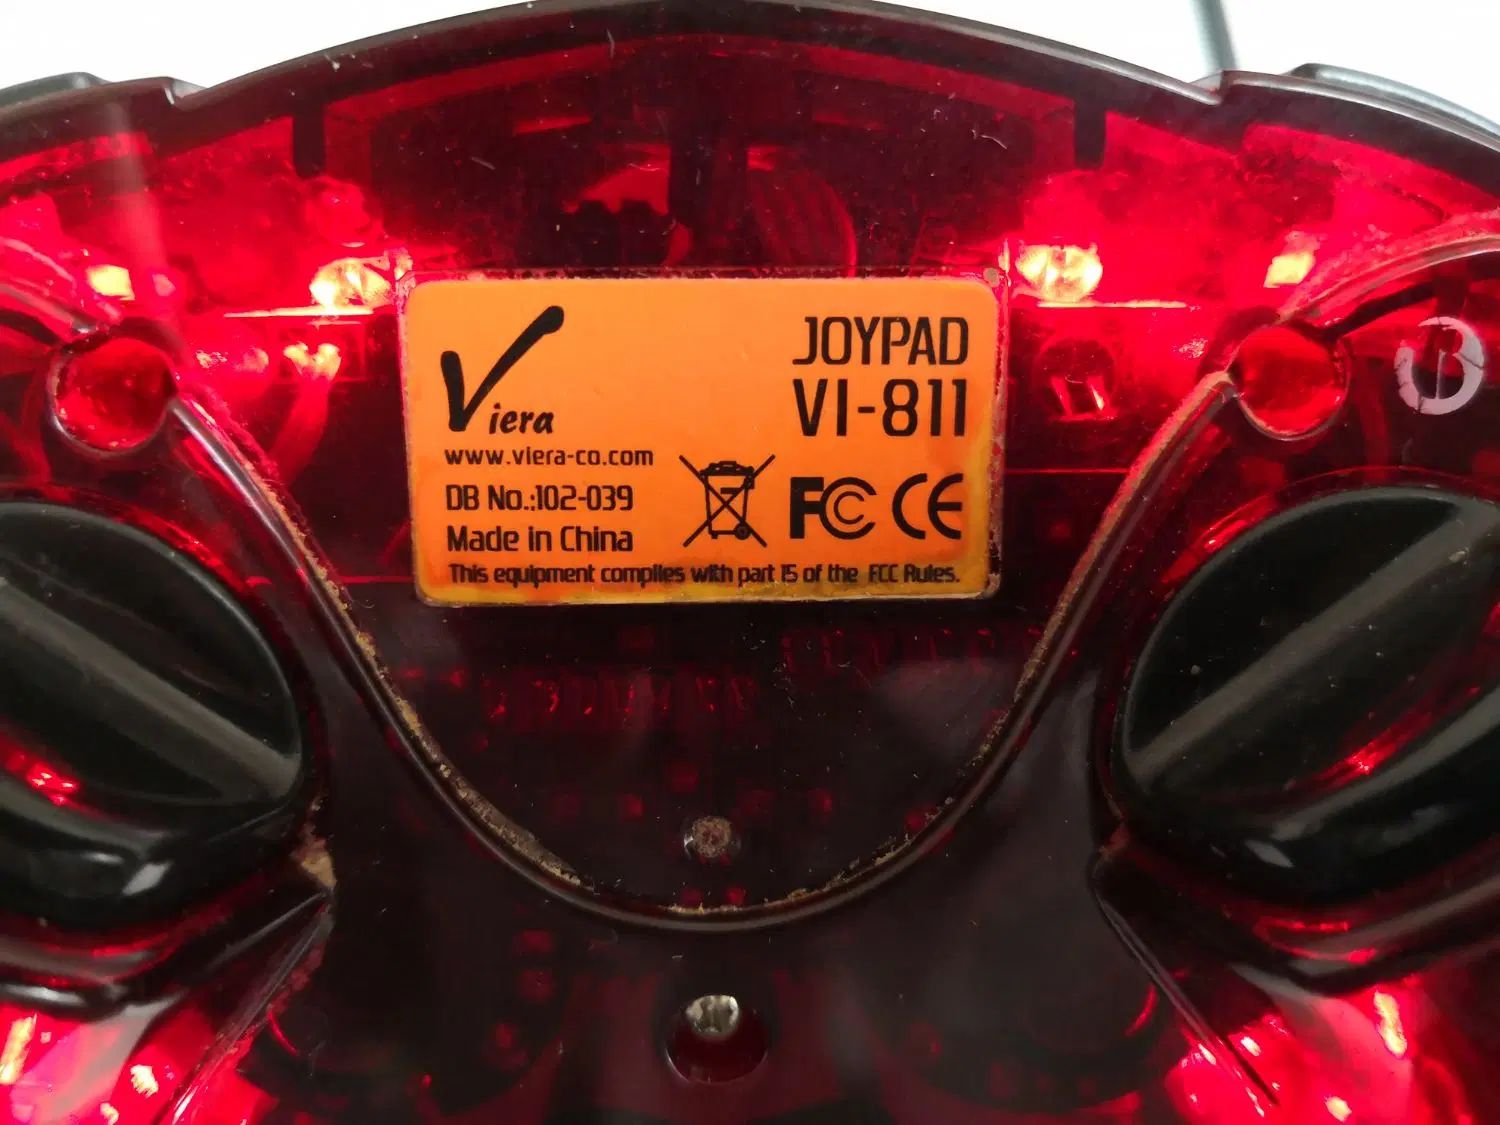 Viera
JOYPAD
VI-811
www.viera-co.com
DB No.:102-039
Made in China
FC CE
This equipment complies with part 15 of the FCC Rules.